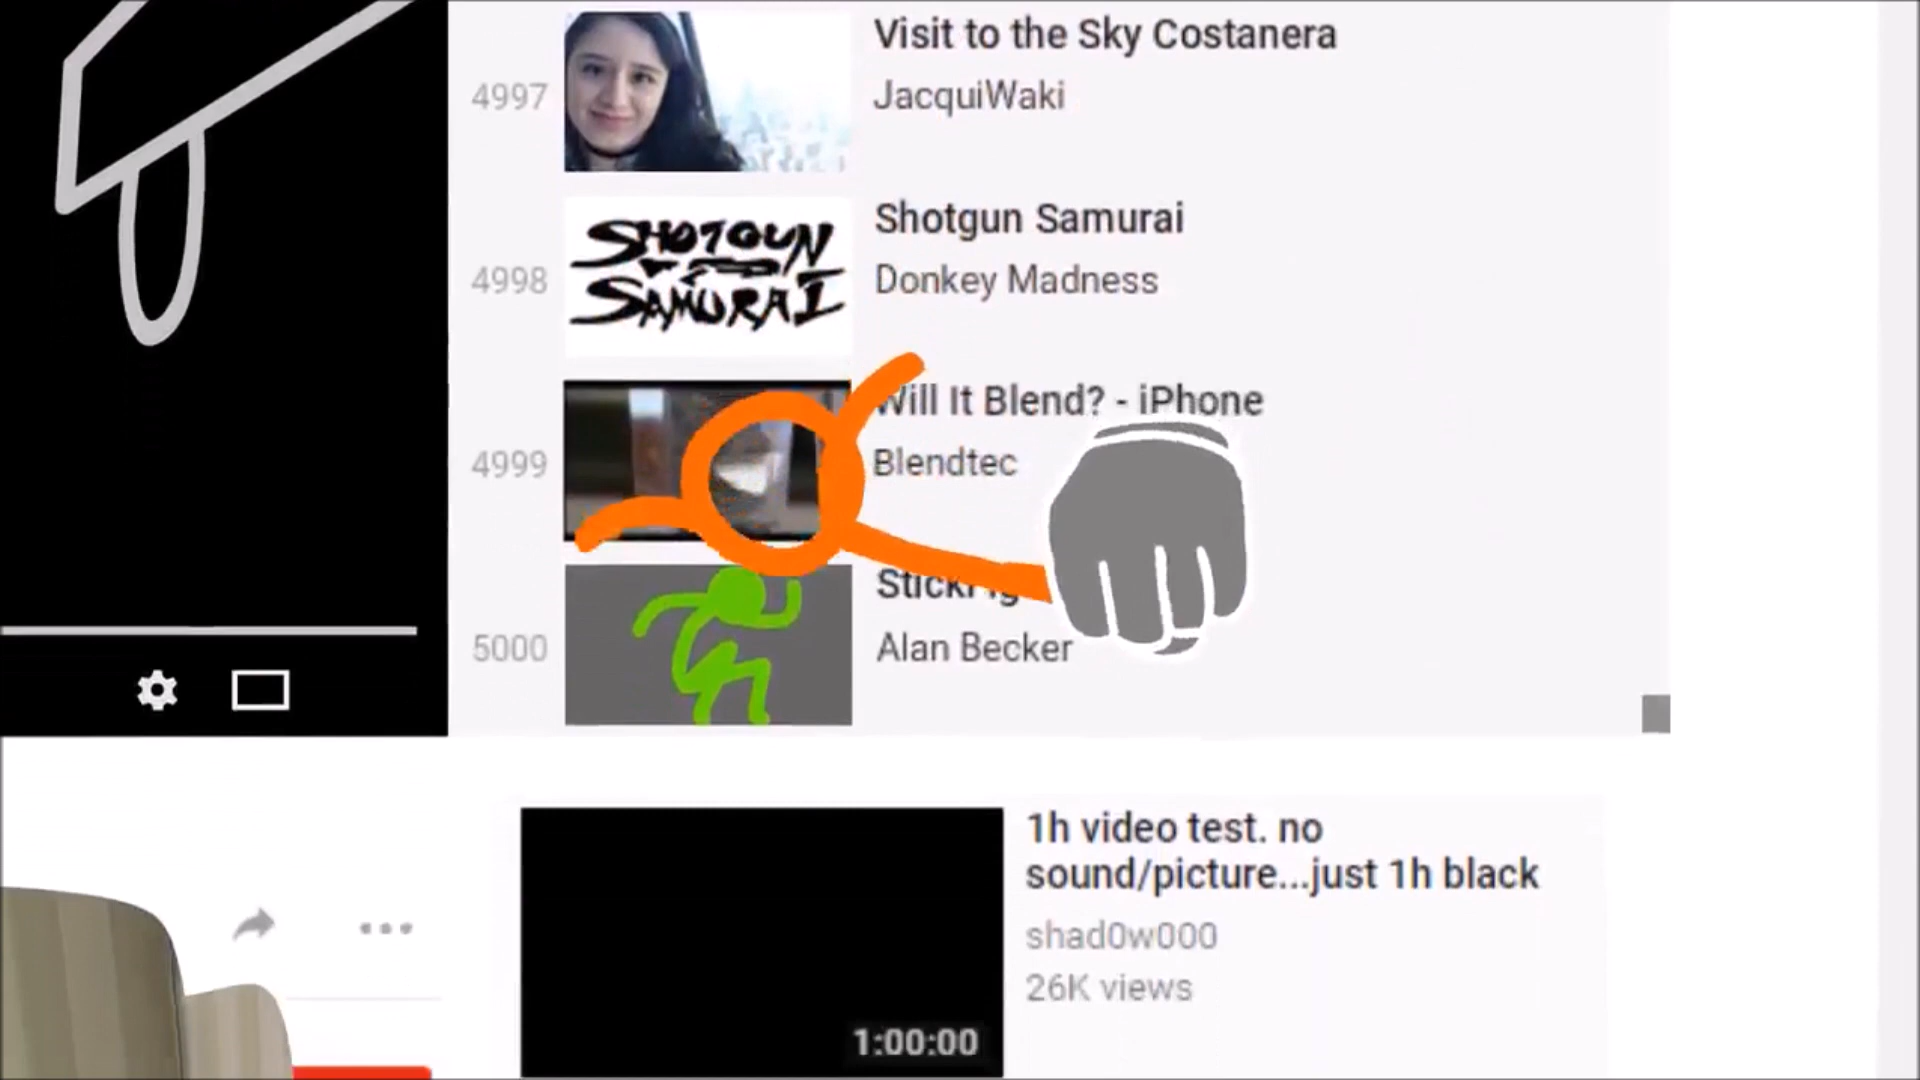 Visit to the Sky Costanera
4997
JacquiWaki
SHOTGUN
SAMURAI
Shotgun Samurai
4998
Donkey Madness
Will It Blend? - iPhone
4999
Blendtec
5000
Alan Becker
1h video test. no
sound/picture...just 1h black
shad0w000
26K views
1:00:00